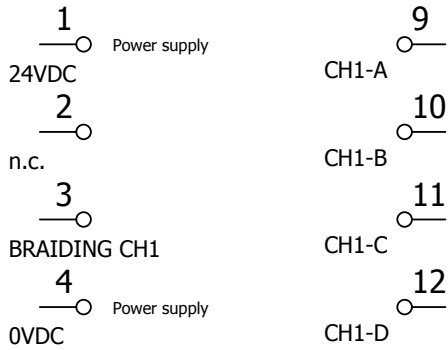 1
Power supply
24VDC
2
n.c.
3
BRAIDING CH1
4
Power supply
0VDC
9
CH1-A
10
CH1-B
11
CH1-C
12
CH1-D